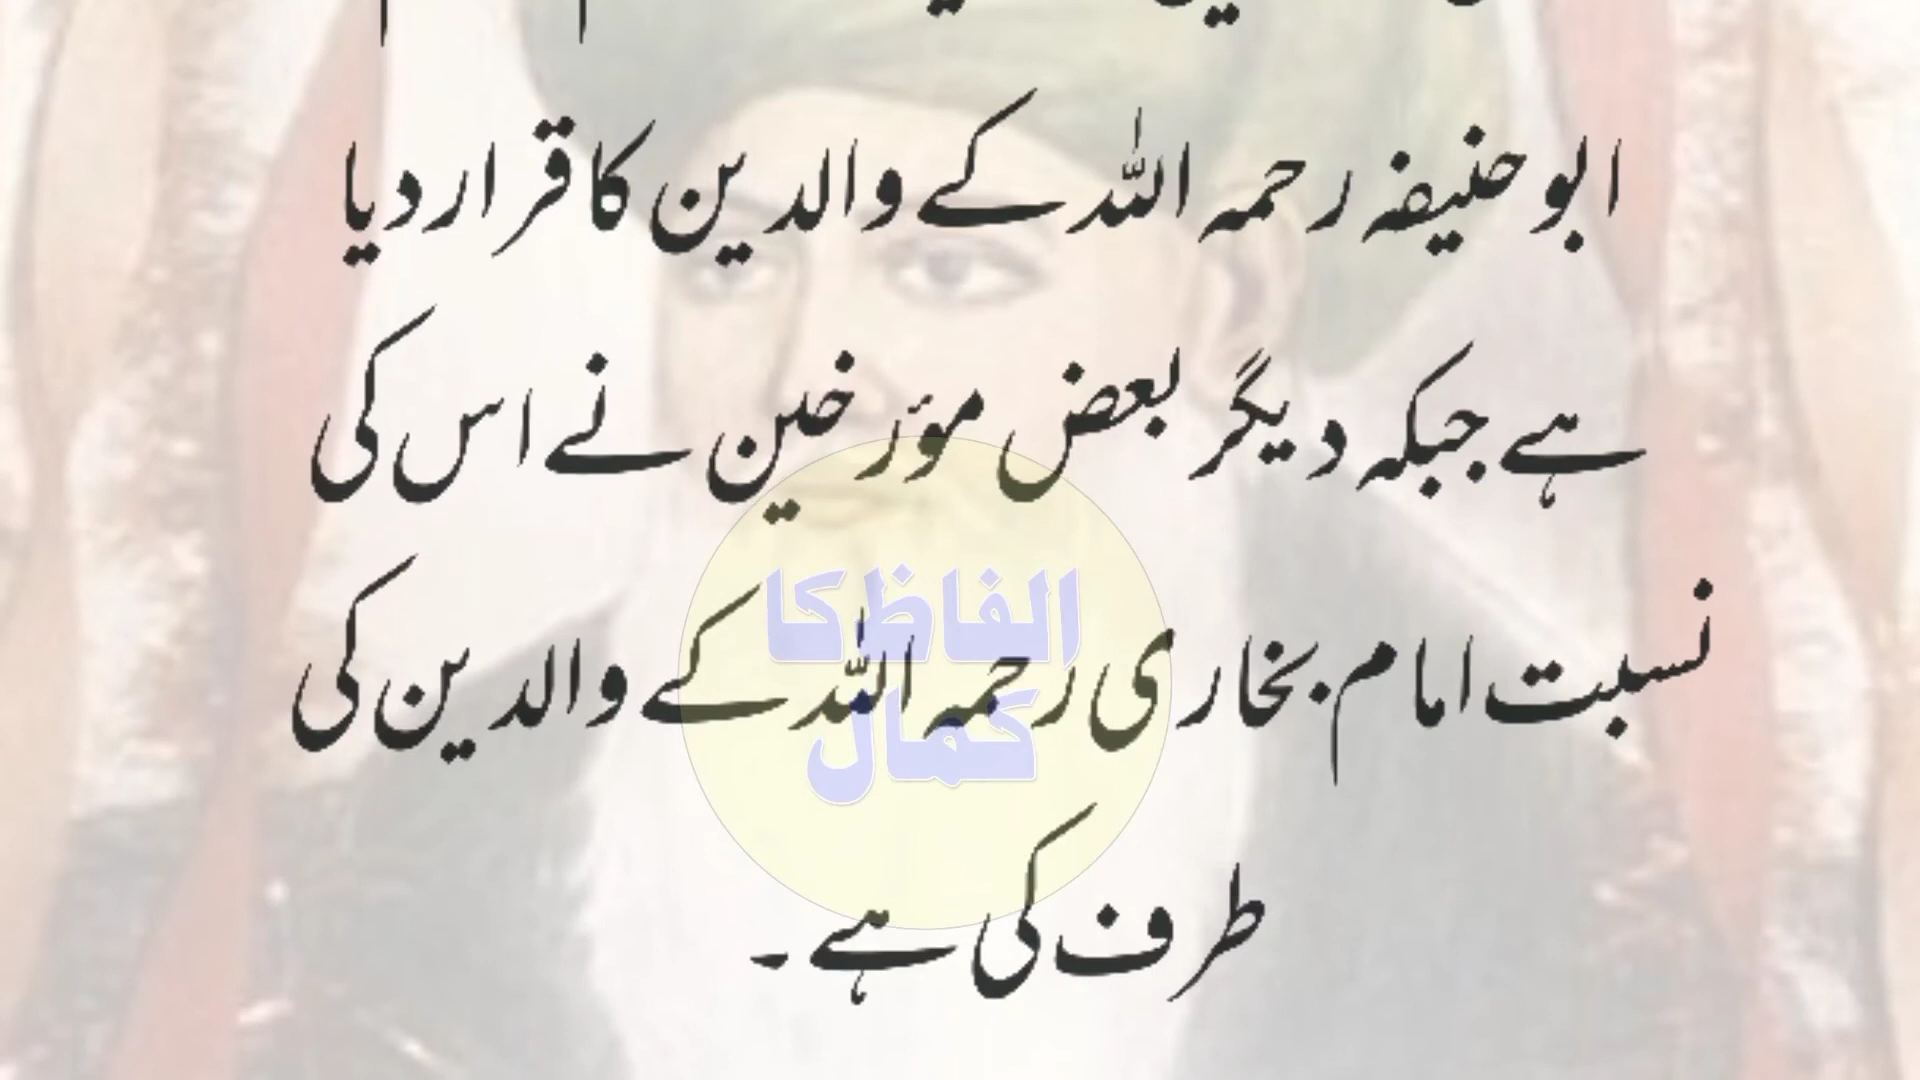 ابو حنیفہ رحمہ اللہ کے والدین کا قرار دیا
ہے جبکہ دیگر بعض مؤرخین نے اس کی
نسبت امام بخاری رحمہ اللہ کے والدین کی
طرف کی ہے۔
الفاظ کا
کمال